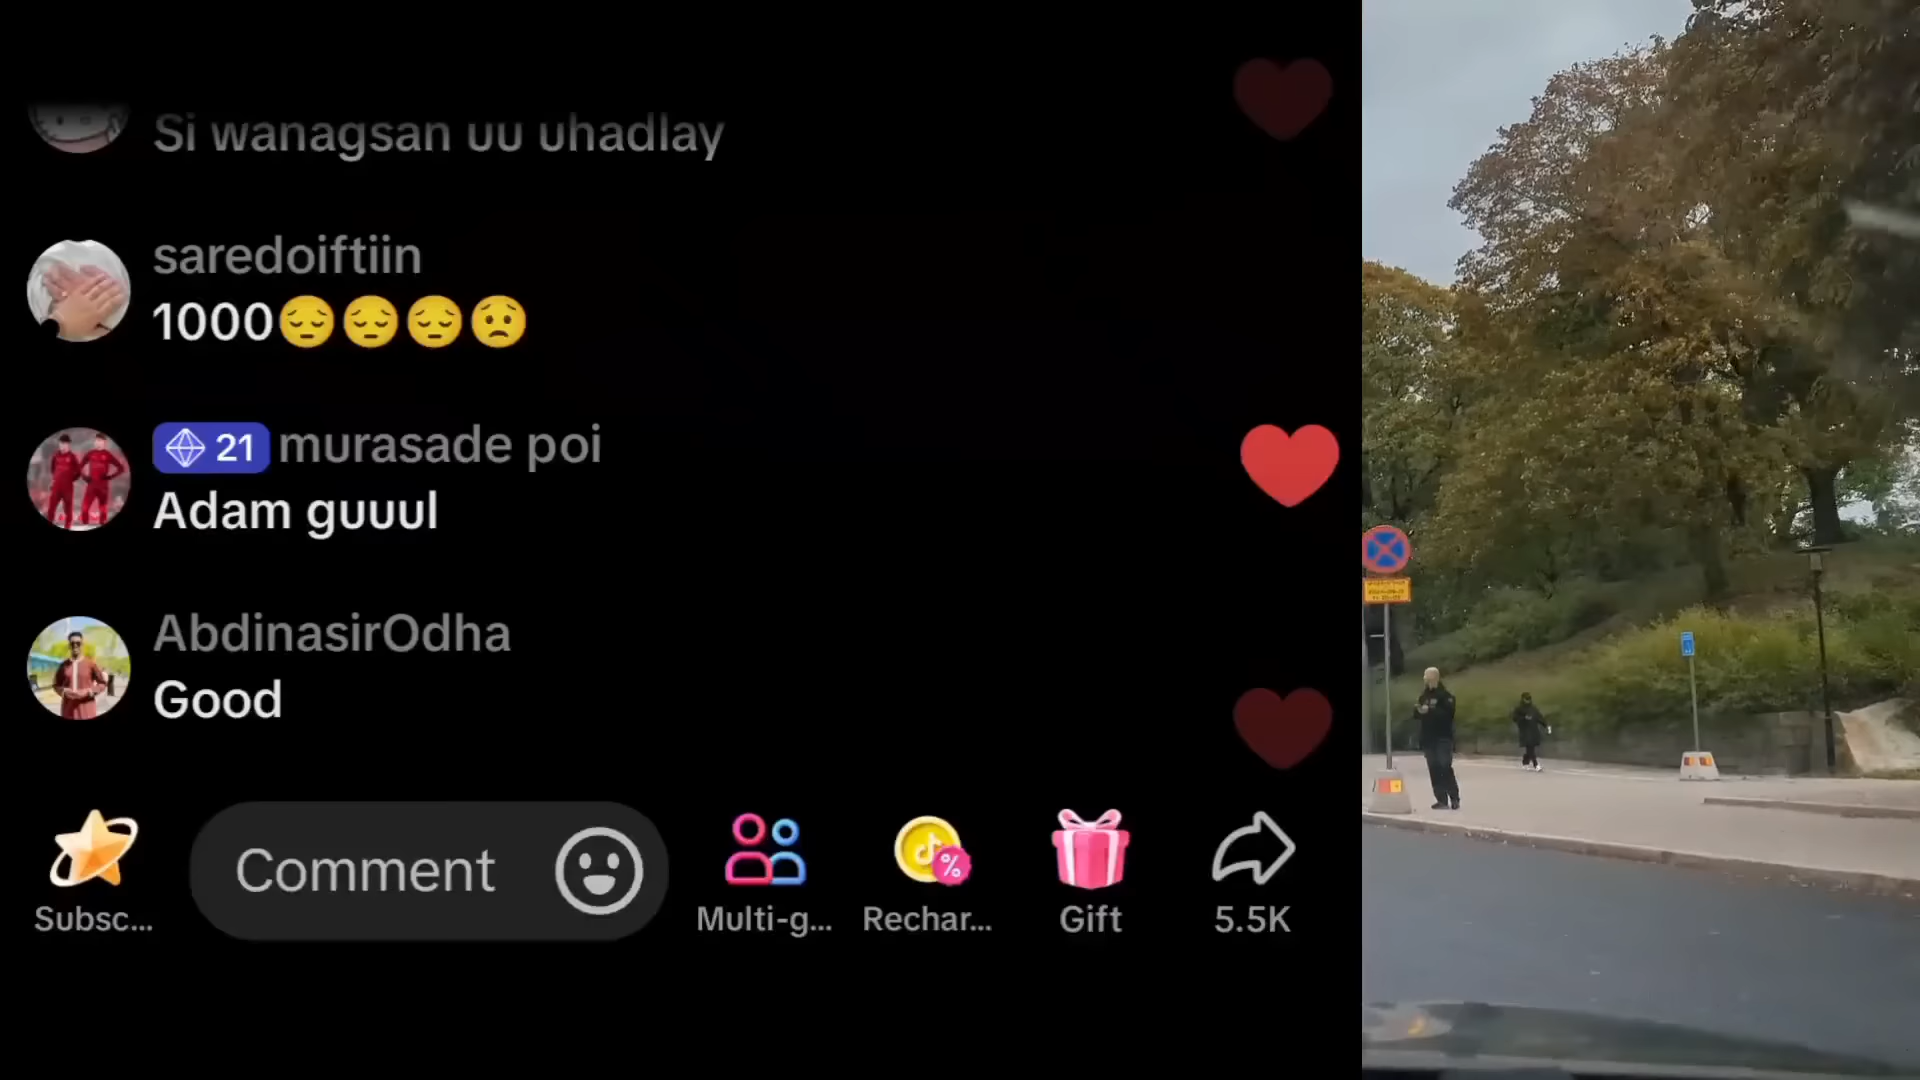 Si wanagsan uu uhadlay
saredoiftiin
1000😔😔😔😟
21 murasade poi
Adam guuul
AbdinasirOdha
Good
Subsc...
Comment
Multi-g...
Rechar...
Gift
5.5K
%